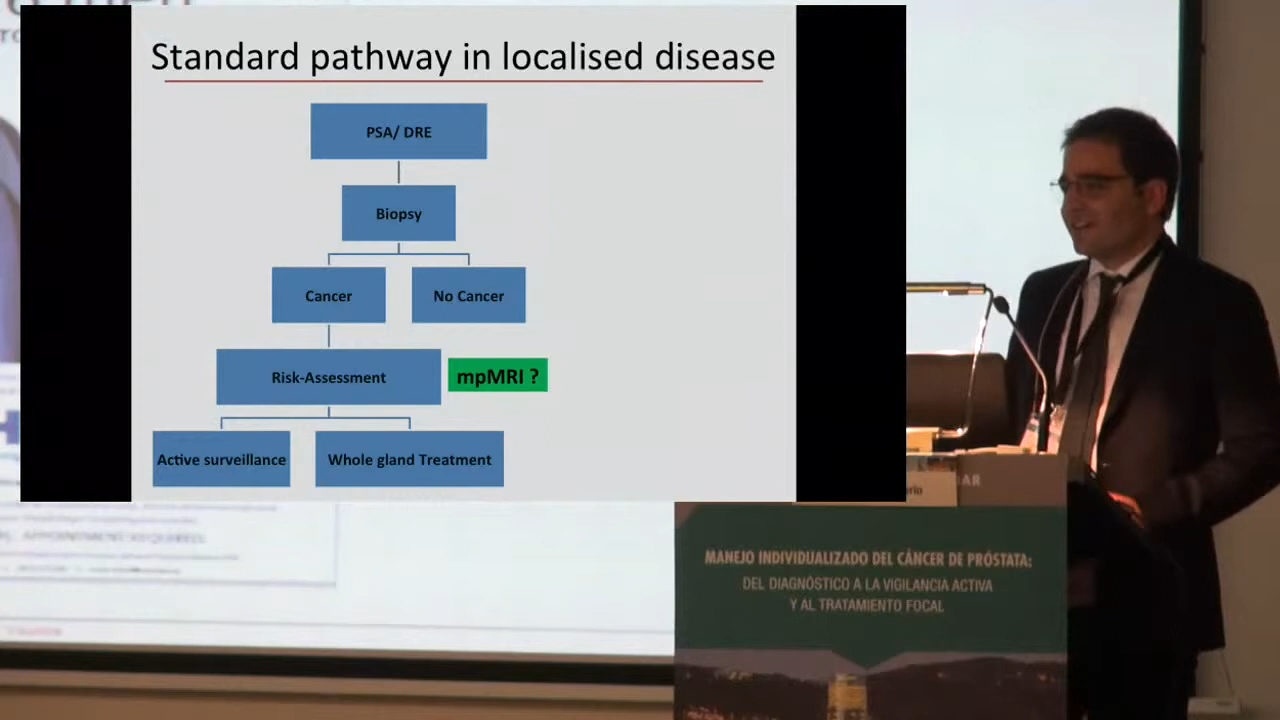 Standard pathway in localised disease
PSA/ DRE
Biopsy
Cancer
No Cancer
Risk-Assessment
mpMRI ?
Active surveillance
Whole gland Treatment
MANEJO INDIVIDUALIZADO DEL CÁNCER DE PRÓSTATA:
DEL DIAGNÓSTICO A LA VIGILANCIA ACTIVA
Y AL TRATAMIENTO FOCAL